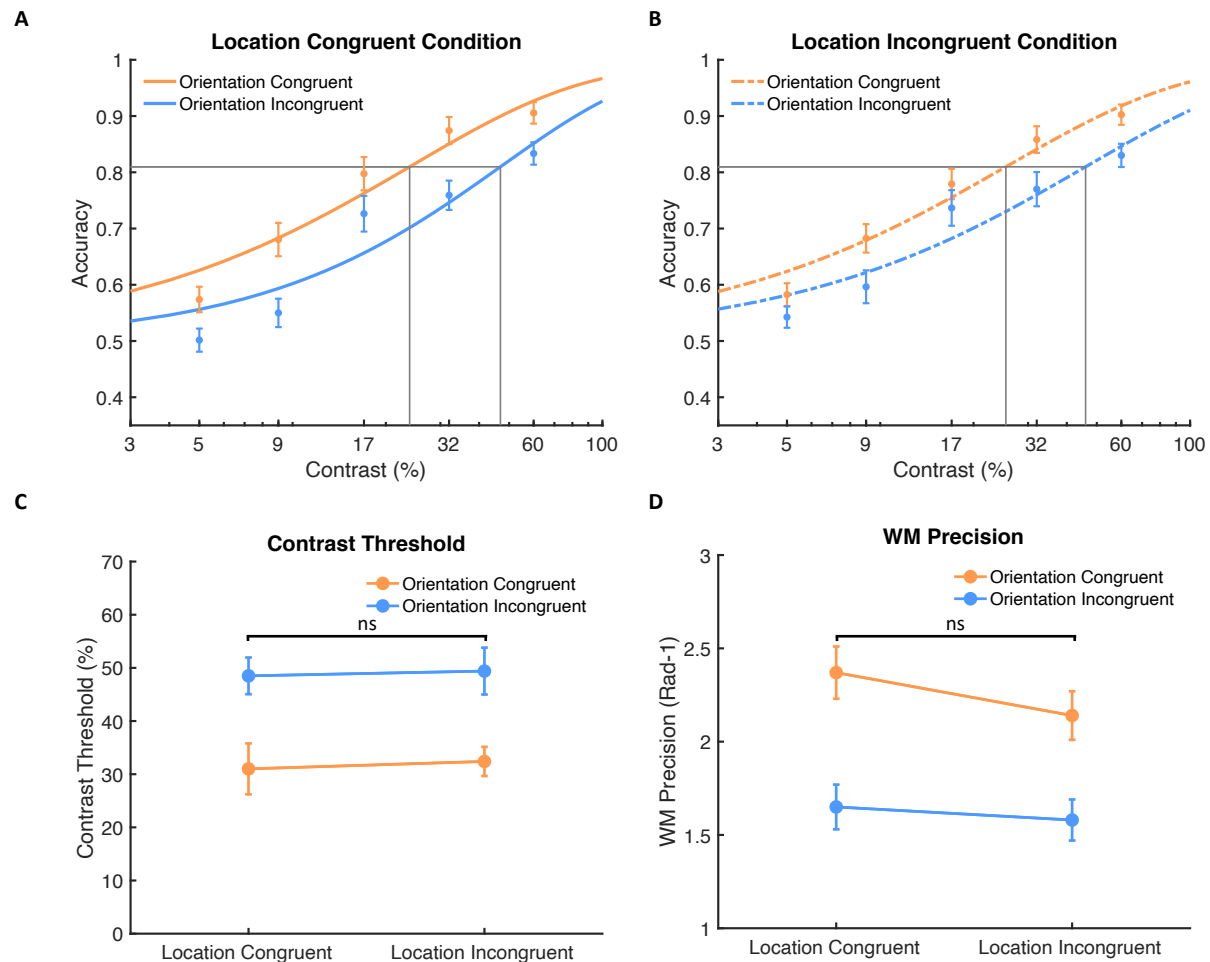 A
Location Congruent Condition
Orientation Congruent
Orientation Incongruent
Accuracy
1
0.9
0.8
0.7
0.6
0.5
0.4
3 5 9 17 32 60 100
Contrast (%)
B
Location Incongruent Condition
Orientation Congruent
Orientation Incongruent
Accuracy
1
0.9
0.8
0.7
0.6
0.5
0.4
3 5 9 17 32 60 100
Contrast (%)
C
Contrast Threshold
Orientation Congruent
Orientation Incongruent
ns
Contrast Threshold (%)
70
60
50
40
30
20
10
0
Location Congruent Location Incongruent
D
WM Precision
Orientation Congruent
Orientation Incongruent
ns
WM Precision (Rad-1)
3
2.5
2
1.5
1
Location Congruent Location Incongruent